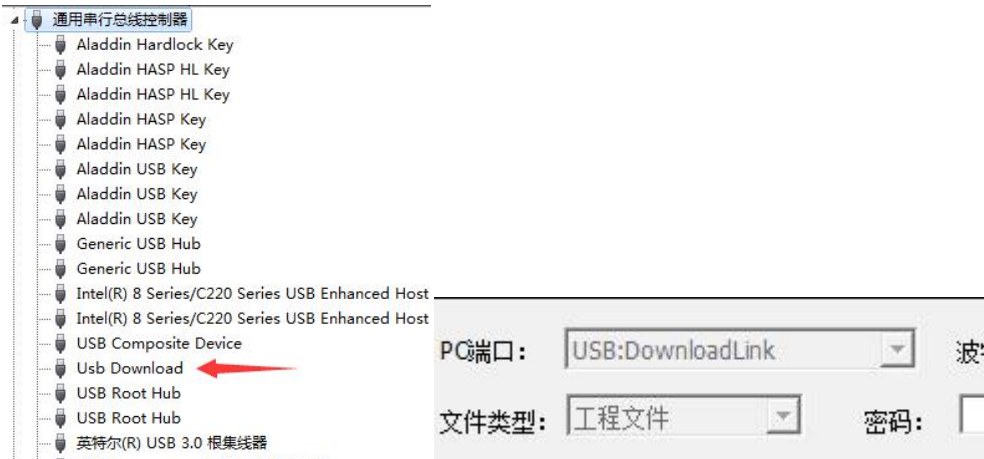 通用串行总线控制器
Aladdin Hardlock Key
Aladdin HASP HL Key
Aladdin HASP HL Key
Aladdin HASP Key
Aladdin HASP Key
Aladdin USB Key
Aladdin USB Key
Aladdin USB Key
Generic USB Hub
Generic USB Hub
Intel(R) 8 Series/C220 Series USB Enhanced Host
Intel(R) 8 Series/C220 Series USB Enhanced Host
USB Composite Device
Usb Download
USB Root Hub
USB Root Hub
英特尔(R) USB 3.0 根集线器
PC端口： USB:DownloadLink 波
文件类型： 工程文件 密码：